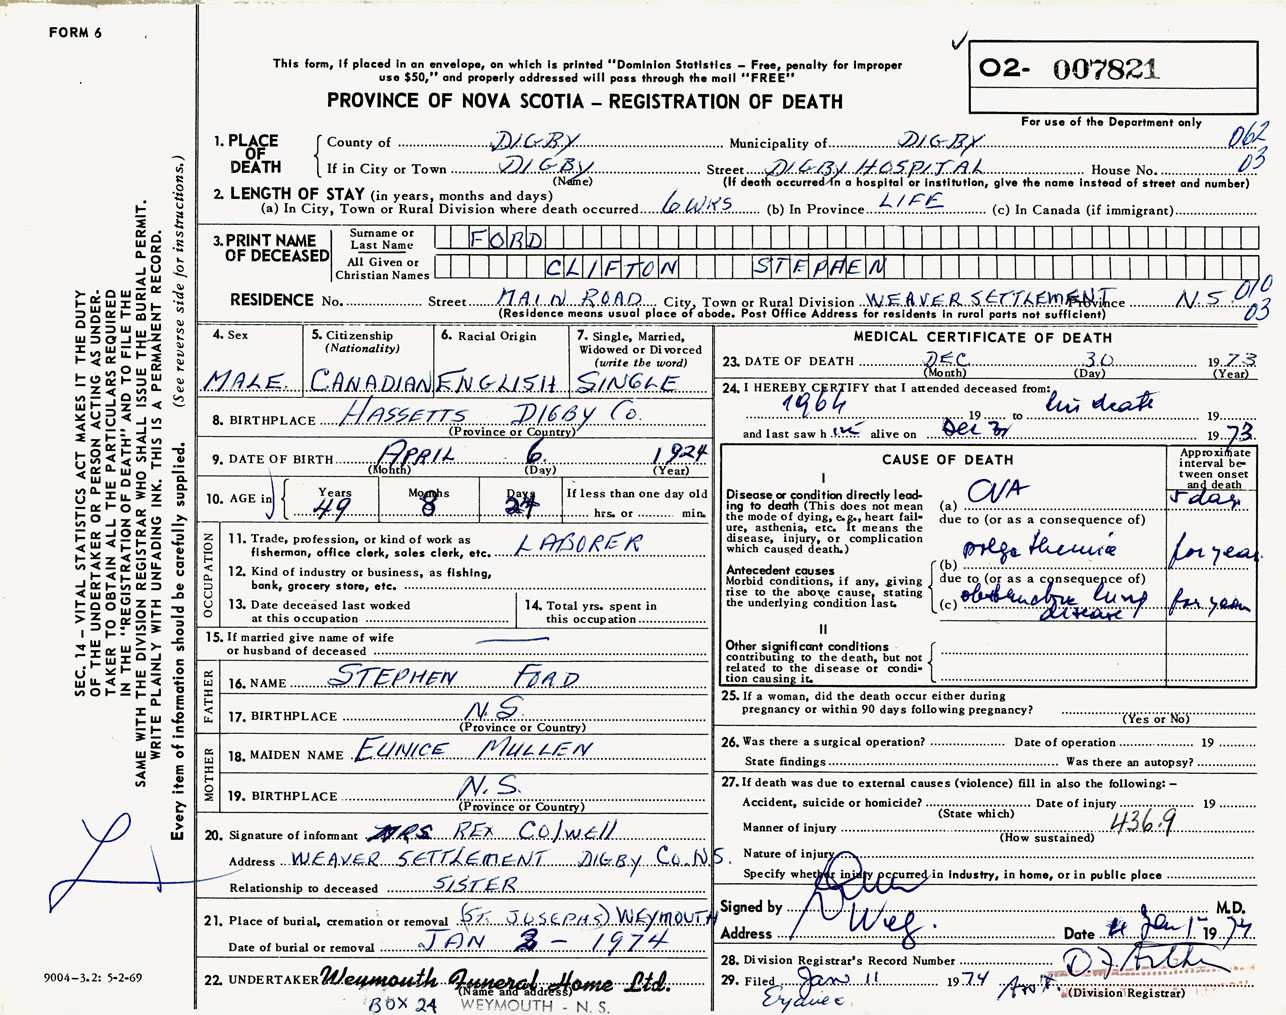 FORM 6
This form, if placed in an envelope, on which is printed "Dominion Statistics – Free, penalty for improper
use $50," and properly addressed will pass through the mail "FREE"
PROVINCE OF NOVA SCOTIA – REGISTRATION OF DEATH
O2- 007821
For use of the Department only
062
03
1. PLACE OF DEATH
County of DIGBY Municipality of DIGBY
If in City or Town DIGBY Street DIGBY HOSPITAL House No.
(Name) (If death occurred in a hospital or institution, give the name instead of street and number)
2. LENGTH OF STAY (in years, months and days)
(a) In City, Town or Rural Division where death occurred 6 WKS (b) In Province LIFE (c) In Canada (if immigrant)
3. PRINT NAME OF DECEASED
Surname or Last Name FORD
All Given or Christian Names CLIFTON STEPHEN
RESIDENCE No. Street MAIN ROAD City, Town or Rural Division WEAVER SETTLEMENT Province N.S.
(Residence means usual place of abode. Post Office Address for residents in rural parts not sufficient)
010
03
4. Sex
MALE
5. Citizenship
(Nationality)
CANADIAN
6. Racial Origin
ENGLISH
7. Single, Married,
Widowed or Divorced
(write the word)
SINGLE
8. BIRTHPLACE HASSETTS DIGBY Co.
(Province or Country)
9. DATE OF BIRTH APRIL 6 1924
(Month) (Day) (Year)
10. AGE in
Years Months Days If less than one day old
49 8 24 hrs. or min.
OCCUPATION
11. Trade, profession, or kind of work as
fisherman, office clerk, sales clerk, etc. LABORER
12. Kind of industry or business, as fishing,
bank, grocery store, etc.
13. Date deceased last worked
at this occupation
14. Total yrs. spent in
this occupation
15. If married give name of wife
or husband of deceased
FATHER
16. NAME STEPHEN FORD
17. BIRTHPLACE N.S.
(Province or Country)
MOTHER
18. MAIDEN NAME EUNICE MULLEN
19. BIRTHPLACE N.S.
(Province or Country)
20. Signature of informant MRS REX COLWELL
Address WEAVER SETTLEMENT DIGBY Co. N.S.
Relationship to deceased SISTER
21. Place of burial, cremation or removal (ST. JOSEPHS) WEYMOUTH
Date of burial or removal JAN 3 - 1974
22. UNDERTAKER Weymouth Funeral Home Ltd.
(Name and address)
BOX 24 WEYMOUTH - N. S.
MEDICAL CERTIFICATE OF DEATH
23. DATE OF DEATH DEC 30 1973
(Month) (Day) (Year)
24. I HEREBY CERTIFY that I attended deceased from:
1964 19 to his death 19
and last saw him alive on Dec 19 73
CAUSE OF DEATH
Approximate
interval be-
tween onset
and death
I
Disease or condition directly lead-
ing to death (This does not mean
the mode of dying, e.g., heart fail-
ure, asthenia, etc. It means the
disease, injury, or complication
which caused death.)
(a) CVA 5 days
due to (or as a consequence of)
Antecedent causes
Morbid conditions, if any, giving
rise to the above cause, stating
the underlying condition last.
(b) for years
due to (or as a consequence of)
(c) obstructive lung
disease for years
II
Other significant conditions
contributing to the death, but not
related to the disease or condi-
tion causing it.
25. If a woman, did the death occur either during
pregnancy or within 90 days following pregnancy?
(Yes or No)
26. Was there a surgical operation? Date of operation 19
State findings Was there an autopsy?
27. If death was due to external causes (violence) fill in also the following: –
Accident, suicide or homicide? Date of injury 19
(State which)
Manner of injury 436.9
(How sustained)
Nature of injury
Specify whether injury occurred in industry, in home, or in public place
Signed by M.D.
Address Weg. Date Jan 19 74
28. Division Registrar's Record Number
29. Filed Jan 11 1974
(Division Registrar)
SEC. 14 – VITAL STATISTICS ACT MAKES IT THE DUTY
OF THE UNDERTAKER OR PERSON ACTING AS UNDER-
TAKER TO OBTAIN ALL THE PARTICULARS REQUIRED
IN THE "REGISTRATION OF DEATH" AND TO FILE THE
SAME WITH THE DIVISION REGISTRAR WHO SHALL ISSUE THE BURIAL PERMIT.
WRITE PLAINLY WITH UNFADING INK. THIS IS A PERMANENT RECORD.
Every item of information should be carefully supplied. (See reverse side for instructions.)
9004-3.2: 5-2-69